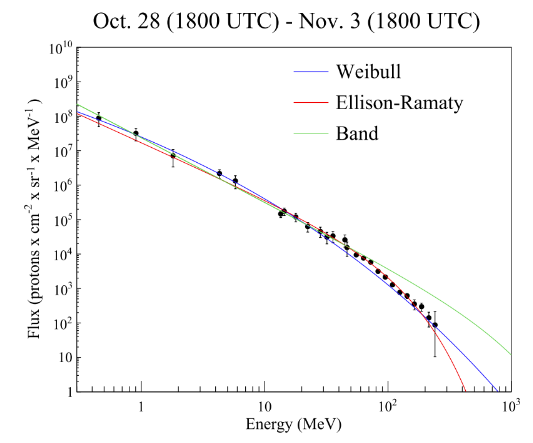 Oct. 28 (1800 UTC) - Nov. 3 (1800 UTC)
Flux (protons x cm⁻² x sr⁻¹ x MeV⁻¹ )
10¹⁰
10⁹
10⁸
10⁷
10⁶
10⁵
10⁴
10³
10²
10
1
Weibull
Ellison-Ramaty
Band
1 10 10² 10³
Energy (MeV)